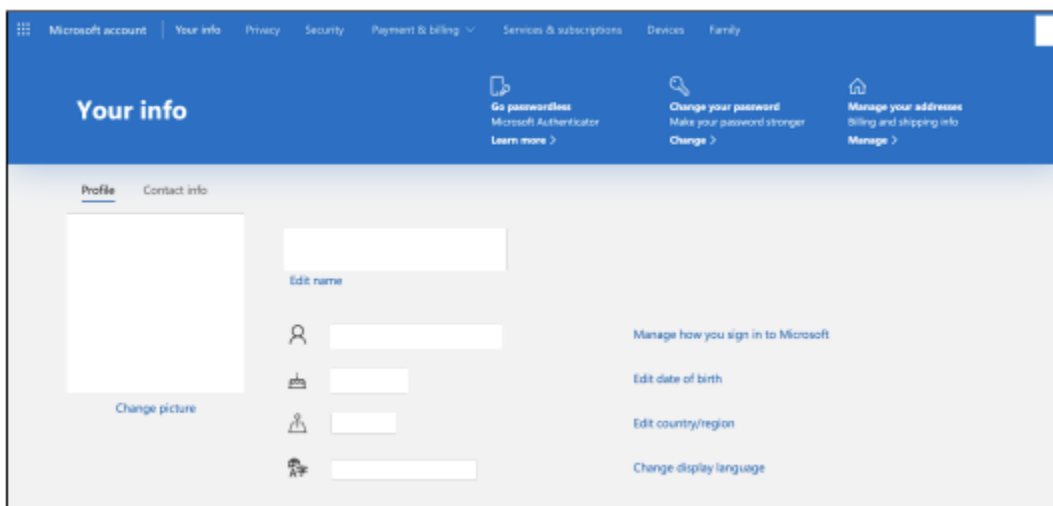 Microsoft account Your info Privacy Security Payment & billing Services & subscriptions Devices Family
Your info
Go passwordless
Microsoft Authenticator
Learn more >
Change your password
Make your password stronger
Change >
Manage your addresses
Billing and shipping info
Manage >
Profile Contact info
Edit name
Manage how you sign in to Microsoft
Edit date of birth
Change picture
Edit country/region
Change display language